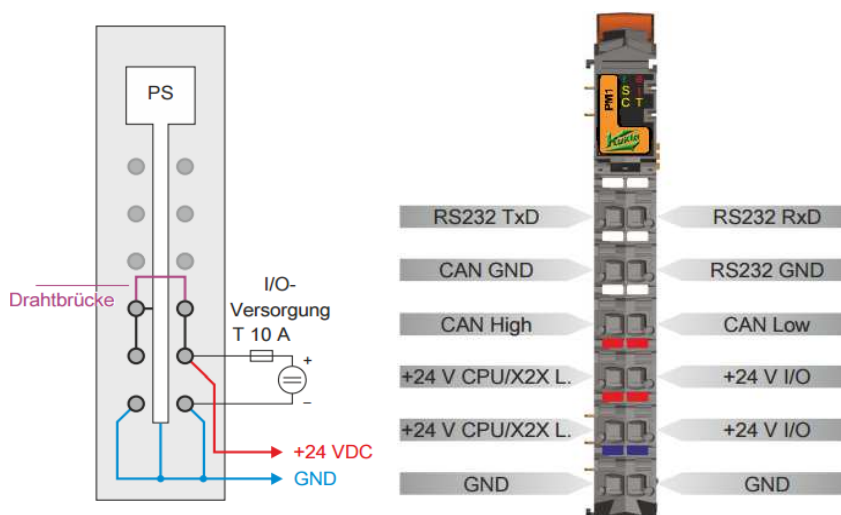 PS
Drahtbrücke
I/O-
Versorgung
T 10 A
+
–
+24 VDC
GND
PM1
S I
C T
Kukla
RS232 TxD
RS232 RxD
CAN GND
RS232 GND
CAN High
CAN Low
+24 V CPU/X2X L.
+24 V I/O
+24 V CPU/X2X L.
+24 V I/O
GND
GND